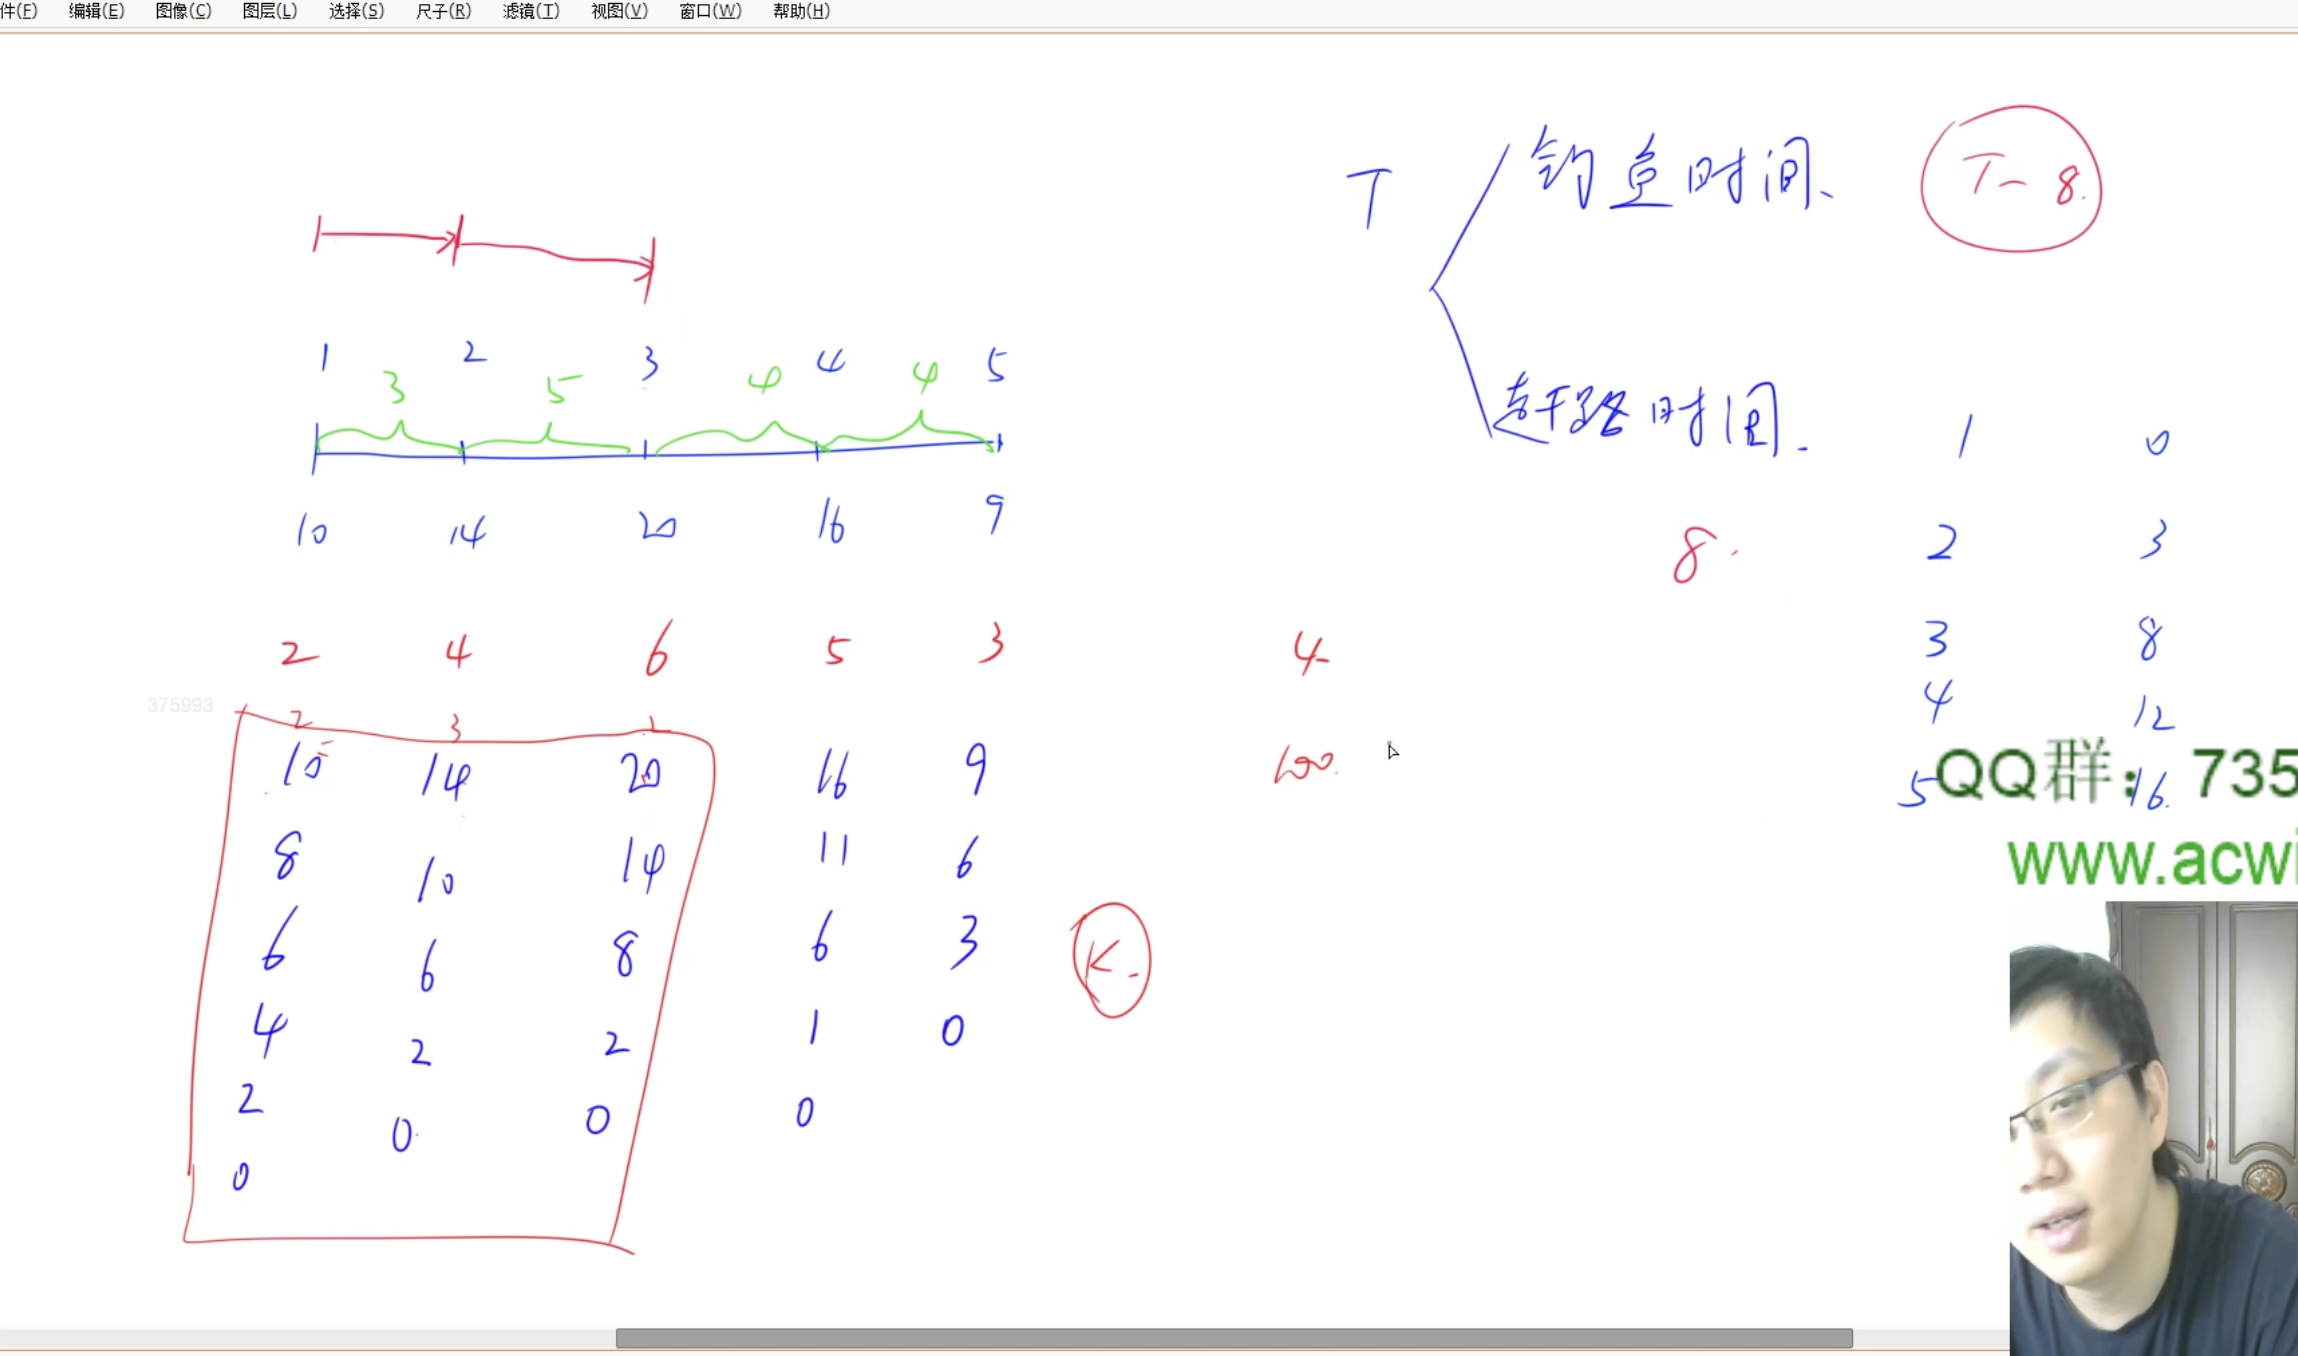 件(F) 编辑(E) 图像(C) 图层(L) 选择(S) 尺子(R) 滤镜(T) 视图(V) 窗口(W) 帮助(H)
T 钓鱼时间、 T-8.
1 2 3 4 5
3 5 4 4
赶路时间. 1 0
10 14 20 16 9
8. 2 3
2 4 6 5 3 4 3 8
375993 4 12
2 3 1
10 14 20 16 9 100. 5 16.
QQ群：735
8 10 14 11 6 www.acwi
6 6 8 6 3 K.
4 2 2 1 0
2 0. 0 0
0